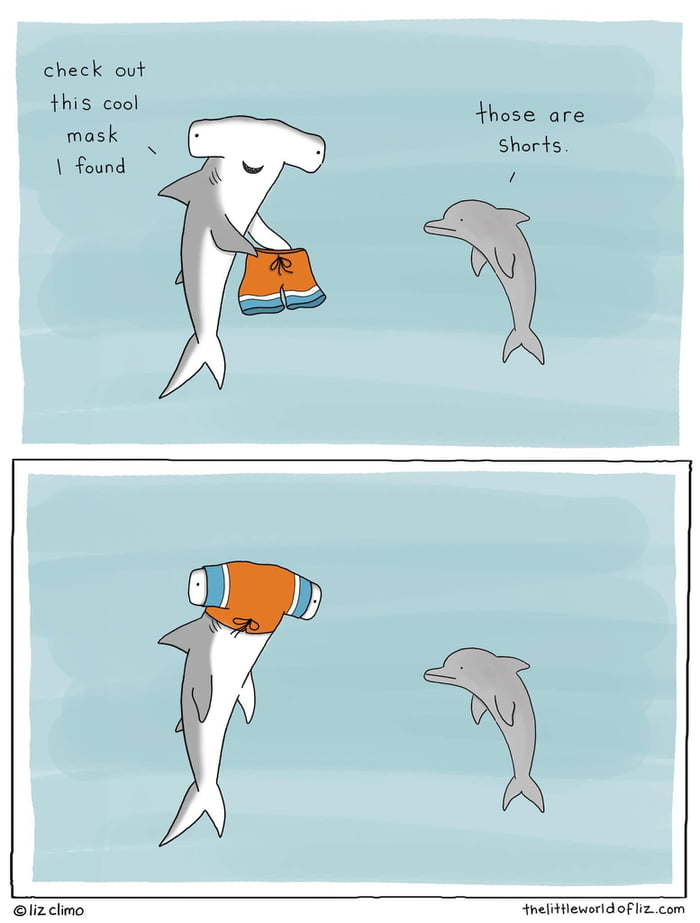 check out
this cool
mask
I found
those are
shorts.
© liz climo
thelittleworldofliz.com